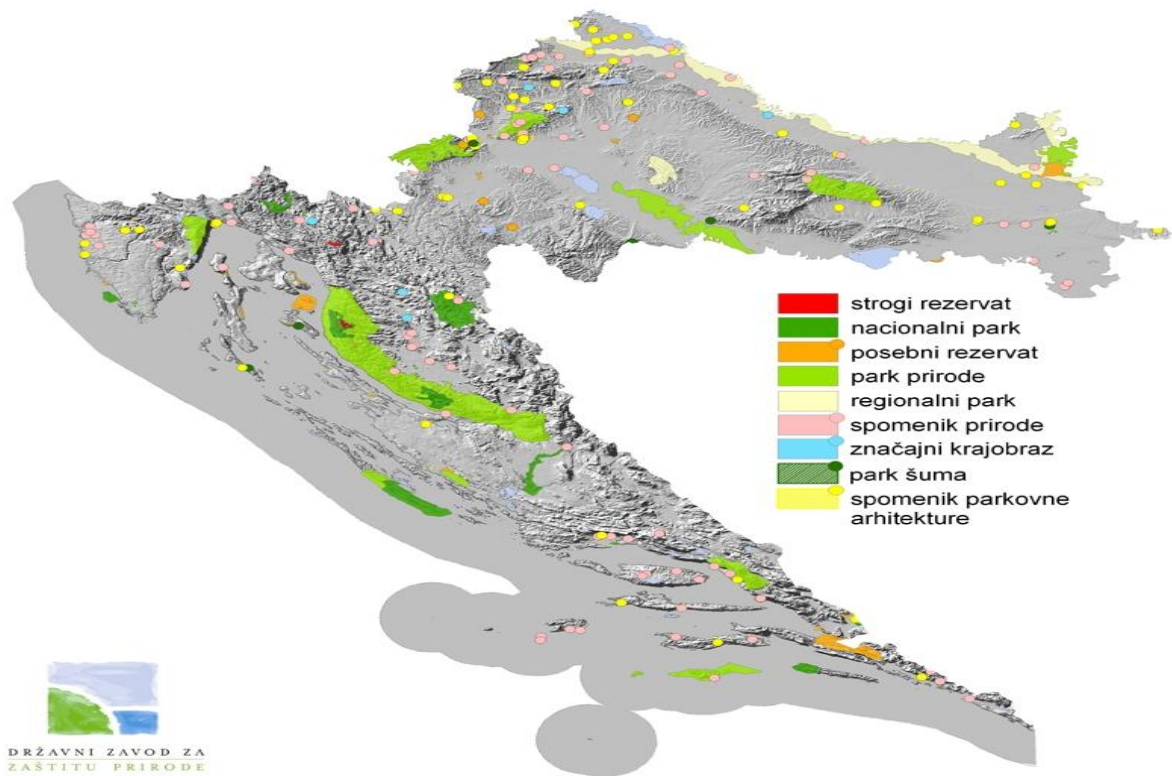 strogi rezervat
nacionalni park
posebni rezervat
park prirode
regionalni park
spomenik prirode
značajni krajobraz
park šuma
spomenik parkovne
arhitekture
DRŽAVNI ZAVOD ZA
ZAŠTITU PRIRODE